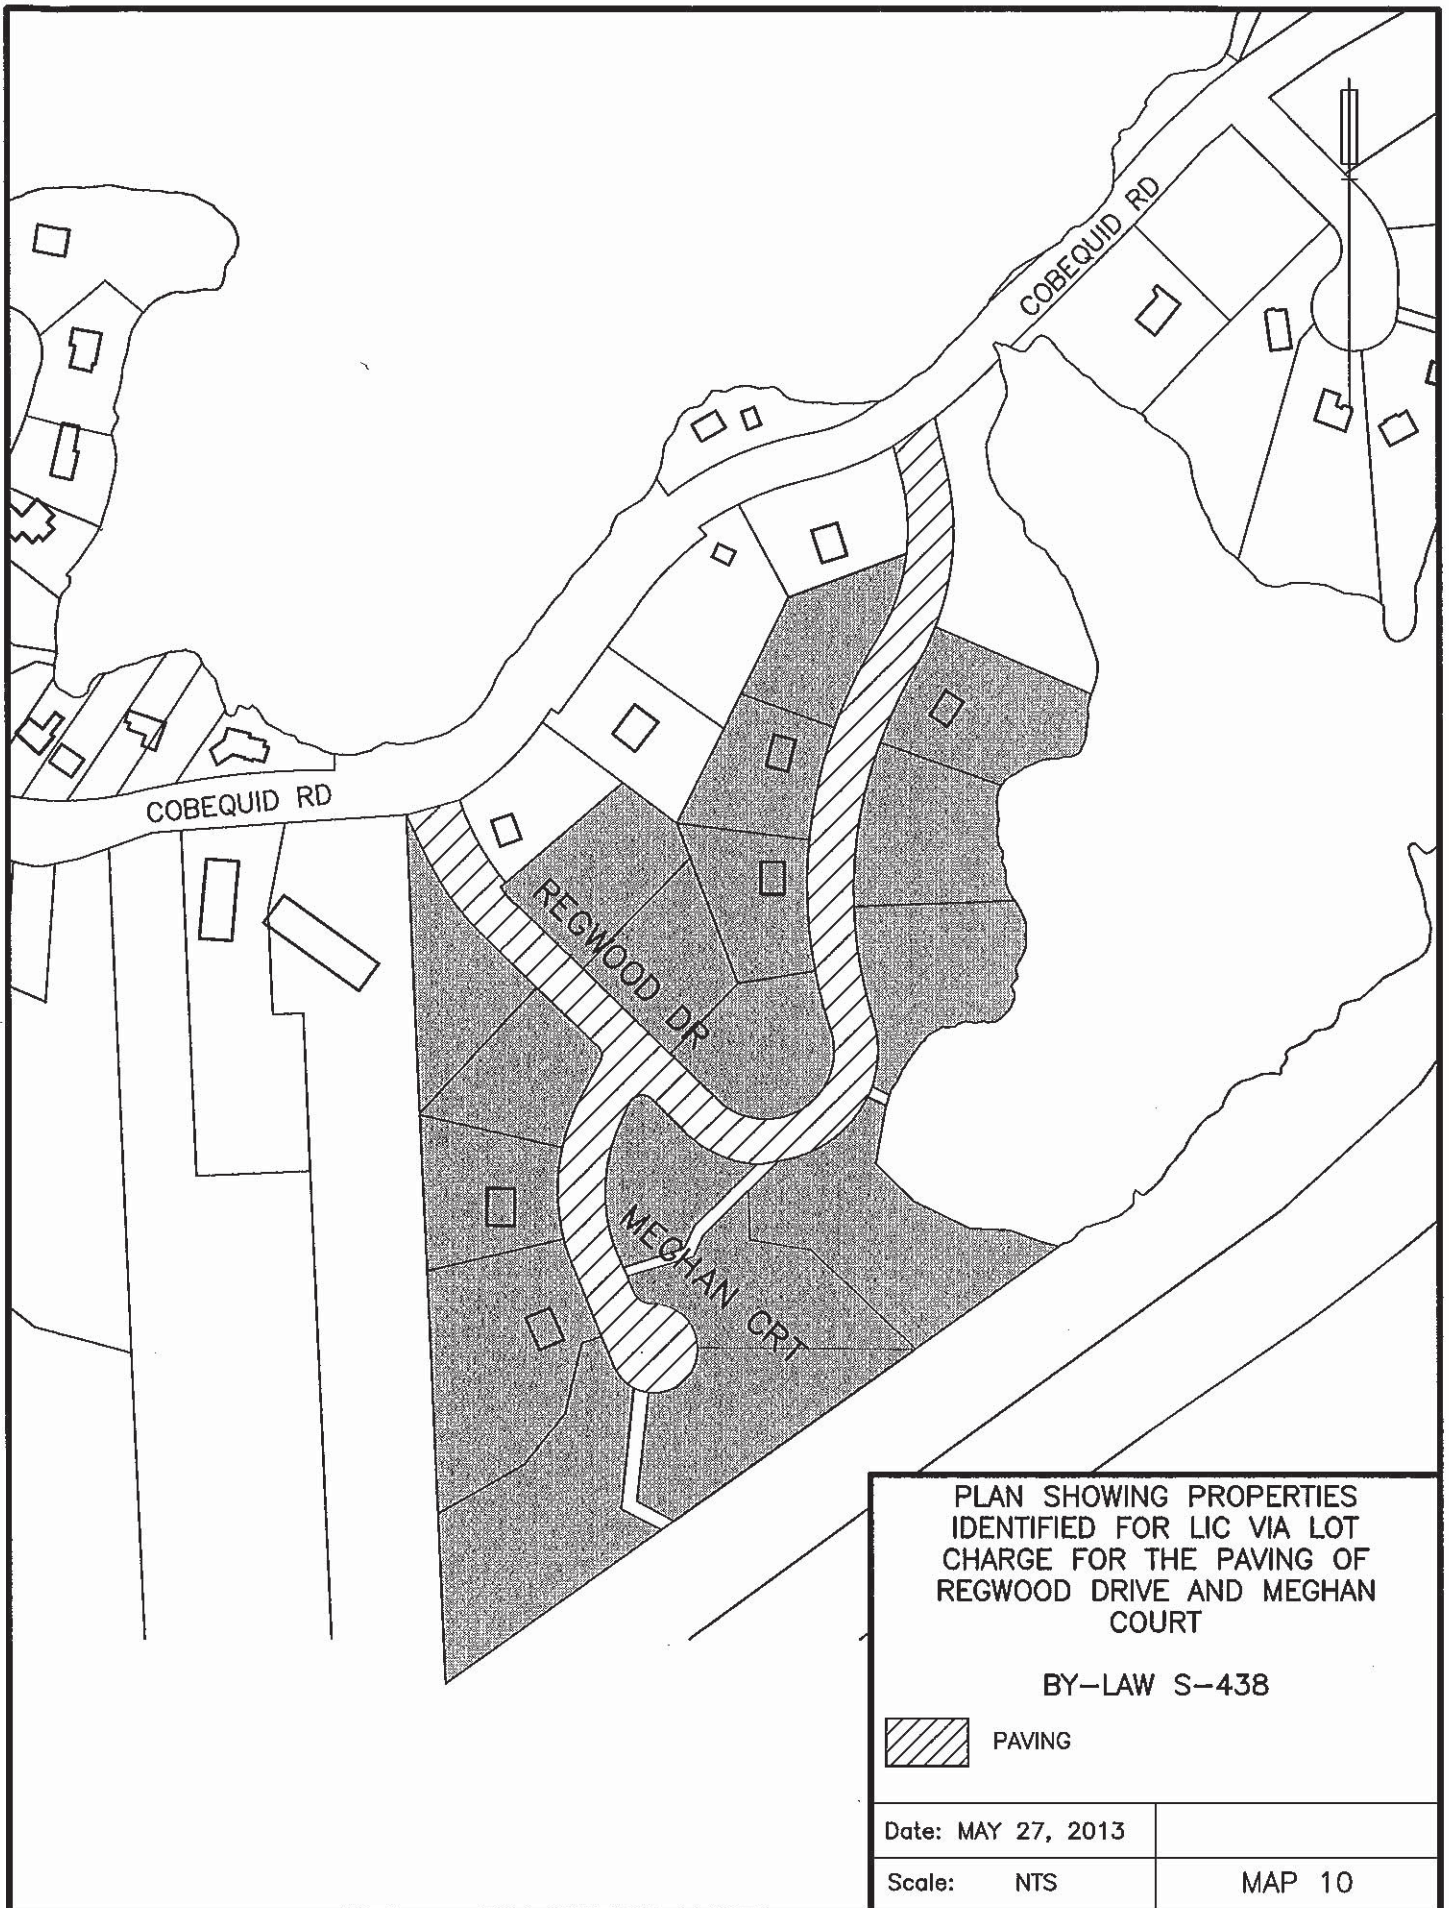 COBEQUID RD
COBEQUID RD
REGWOOD DR
MEGHAN CRT
PLAN SHOWING PROPERTIES
IDENTIFIED FOR LIC VIA LOT
CHARGE FOR THE PAVING OF
REGWOOD DRIVE AND MEGHAN
COURT
BY-LAW S-438
PAVING
Date: MAY 27, 2013
Scale: NTS
MAP 10